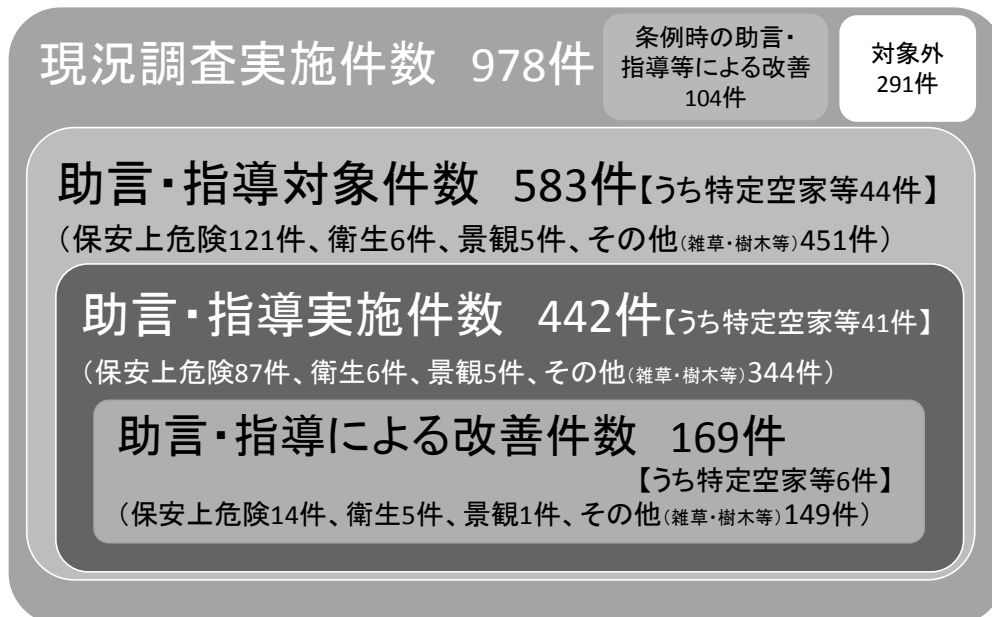 現況調査実施件数 978件
条例時の助言・
指導等による改善
104件
対象外
291件
助言・指導対象件数 583件【うち特定空家等44件】
（保安上危険121件、衛生6件、景観5件、その他（雑草・樹木等）451件）
助言・指導実施件数 442件【うち特定空家等41件】
（保安上危険87件、衛生6件、景観5件、その他（雑草・樹木等）344件）
助言・指導による改善件数 169件
【うち特定空家等6件】
（保安上危険14件、衛生5件、景観1件、その他（雑草・樹木等）149件）